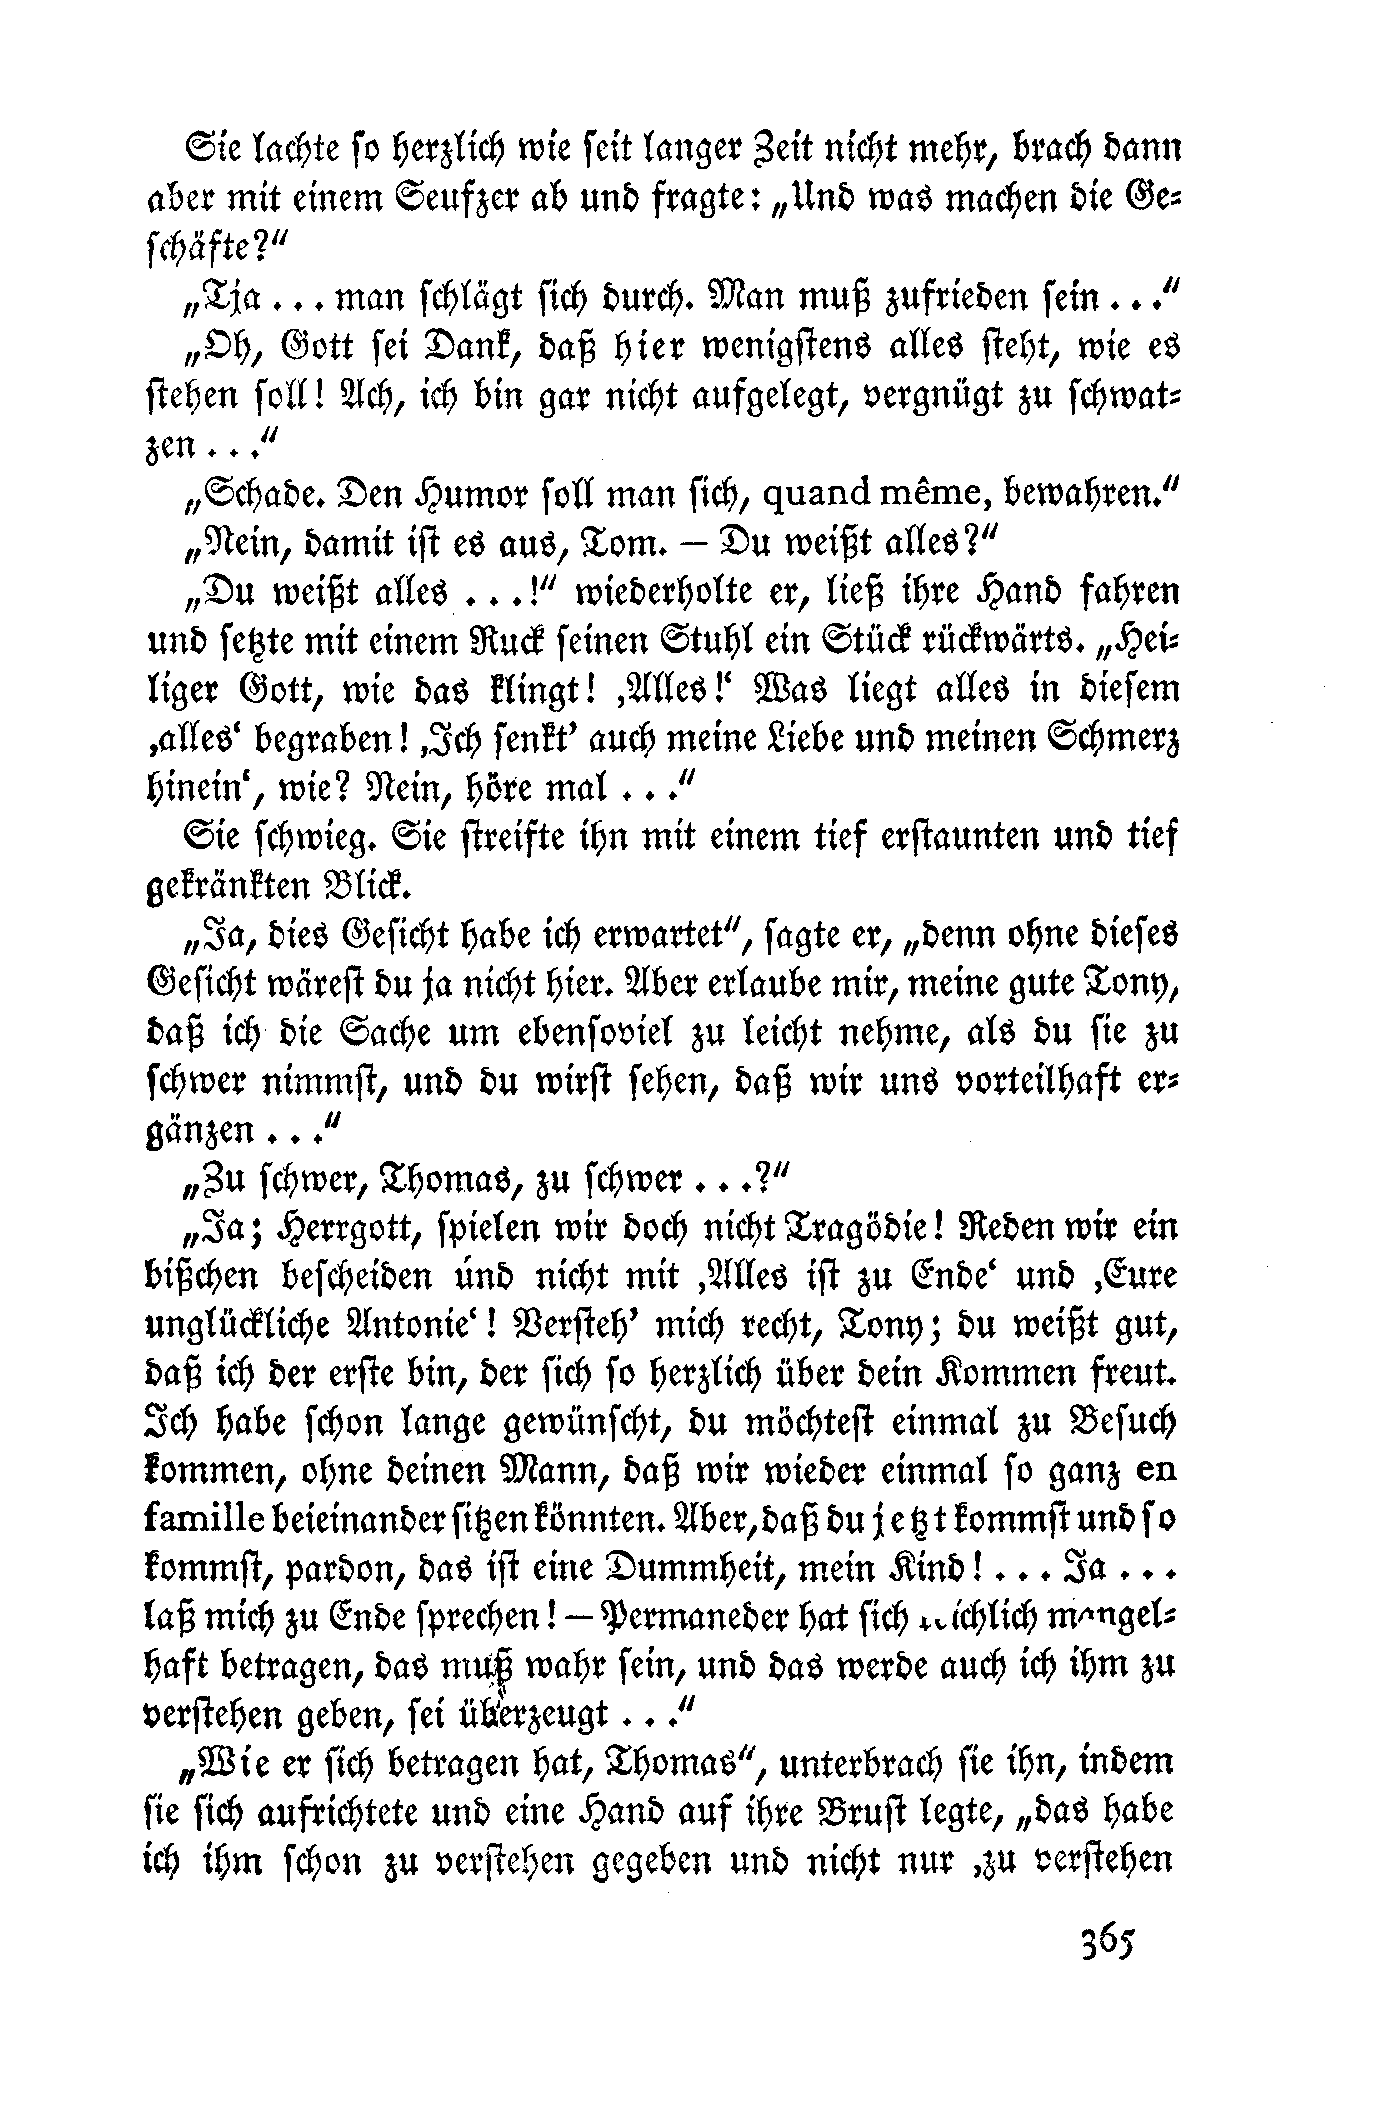 Sie lachte so herzlich wie seit langer Zeit nicht mehr, brach dann
aber mit einem Seufzer ab und fragte: „Und was machen die Ge-
schäfte?“
„Tja . . . man schlägt sich durch. Man muß zufrieden sein . . .“
„Oh, Gott sei Dank, daß hier wenigstens alles steht, wie es
stehen soll! Ach, ich bin gar nicht aufgelegt, vergnügt zu schwat-
zen . . .“
„Schade. Den Humor soll man sich, quand même, bewahren.“
„Nein, damit ist es aus, Tom. — Du weißt alles?“
„Du weißt alles . . .!“ wiederholte er, ließ ihre Hand fahren
und setzte mit einem Ruck seinen Stuhl ein Stück rückwärts. „Hei-
liger Gott, wie das klingt! ‚Alles!‘ Was liegt alles in diesem
‚alles‘ begraben! ‚Ich senkt’ auch meine Liebe und meinen Schmerz
hinein‘, wie? Nein, höre mal . . .“
Sie schwieg. Sie streifte ihn mit einem tief erstaunten und tief
gekränkten Blick.
„Ja, dies Gesicht habe ich erwartet“, sagte er, „denn ohne dieses
Gesicht wärest du ja nicht hier. Aber erlaube mir, meine gute Tony,
daß ich die Sache um ebensoviel zu leicht nehme, als du sie zu
schwer nimmst, und du wirst sehen, daß wir uns vorteilhaft er-
gänzen . . .“
„Zu schwer, Thomas, zu schwer . . .?“
„Ja; Herrgott, spielen wir doch nicht Tragödie! Reden wir ein
bißchen bescheiden und nicht mit ‚Alles ist zu Ende‘ und ‚Eure
unglückliche Antonie‘! Versteh’ mich recht, Tony; du weißt gut,
daß ich der erste bin, der sich so herzlich über dein Kommen freut.
Ich habe schon lange gewünscht, du möchtest einmal zu Besuch
kommen, ohne deinen Mann, daß wir wieder einmal so ganz en
famille beieinander sitzen könnten. Aber, daß du jetzt kommst und so
kommst, pardon, das ist eine Dummheit, mein Kind! . . . Ja . . .
laß mich zu Ende sprechen! — Permaneder hat sich mangel-
haft betragen, das muß wahr sein, und das werde auch ich ihm zu
verstehen geben, sei überzeugt . . .“
„Wie er sich betragen hat, Thomas“, unterbrach sie ihn, indem
sie sich aufrichtete und eine Hand auf ihre Brust legte, „das habe
ich ihm schon zu verstehen gegeben und nicht nur ‚zu verstehen
365